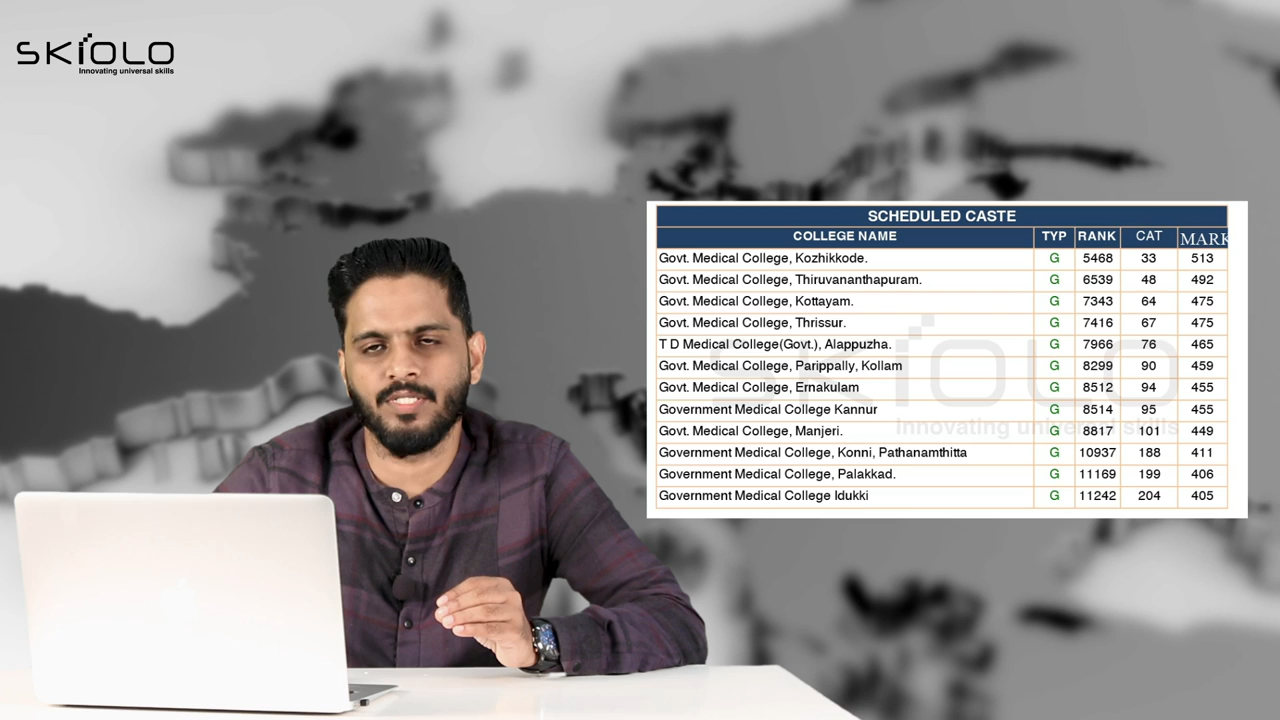 SKIOLO
Innovating universal skills
SCHEDULED CASTE
COLLEGE NAME TYP RANK CAT MARK
Govt. Medical College, Kozhikkode. G 5468 33 513
Govt. Medical College, Thiruvananthapuram. G 6539 48 492
Govt. Medical College, Kottayam. G 7343 64 475
Govt. Medical College, Thrissur. G 7416 67 475
T D Medical College(Govt.), Alappuzha. G 7966 76 465
Govt. Medical College, Parippally, Kollam G 8299 90 459
Govt. Medical College, Ernakulam G 8512 94 455
Government Medical College Kannur G 8514 95 455
Govt. Medical College, Manjeri. G 8817 101 449
Government Medical College, Konni, Pathanamthitta G 10937 188 411
Government Medical College, Palakkad. G 11169 199 406
Government Medical College Idukki G 11242 204 405
SKIOLO
Innovating universal skills